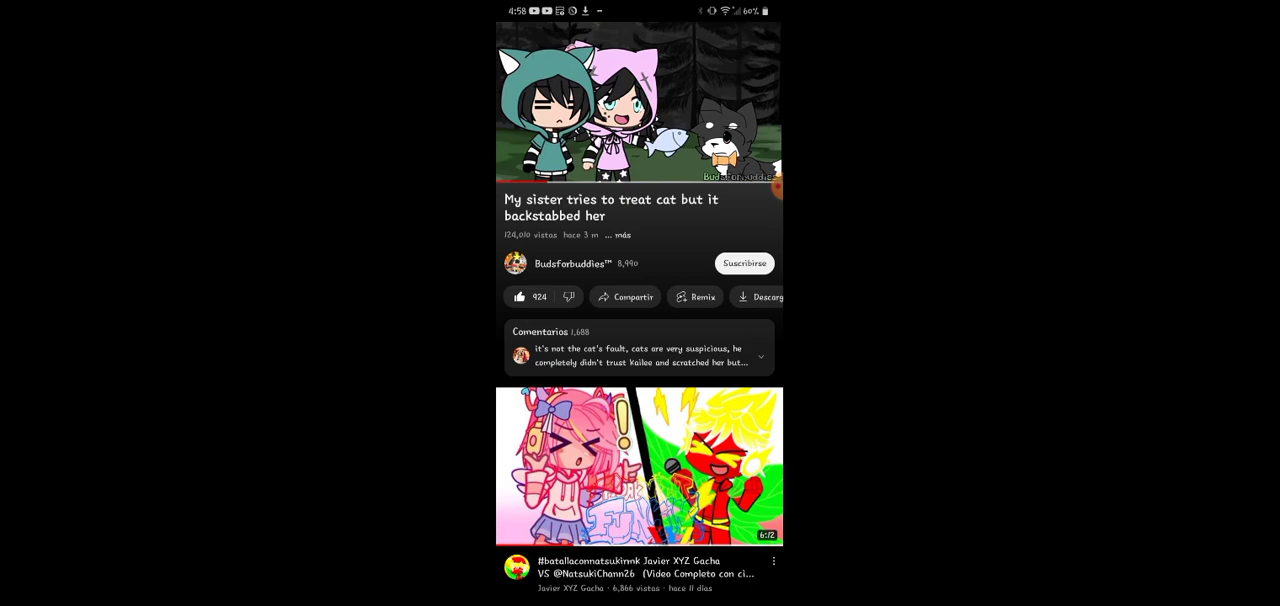 4:58
60%
Budsforbuddies
My sister tries to treat cat but it
backstabbed her
124,010 vistas hace 3 m ... más
Budsforbuddies™ 8,990
Suscribirse
924
Compartir
Remix
Descarg
Comentarios 1,688
it's not the cat's fault, cats are very suspicious, he
completely didn't trust Kailee and scratched her but...
6:12
#batallaconnatsukirmk Javier XYZ Gacha
VS @NatsukiChann26 (Video Completo con ci...
Javier XYZ Gacha · 6,866 vistas · hace 11 días